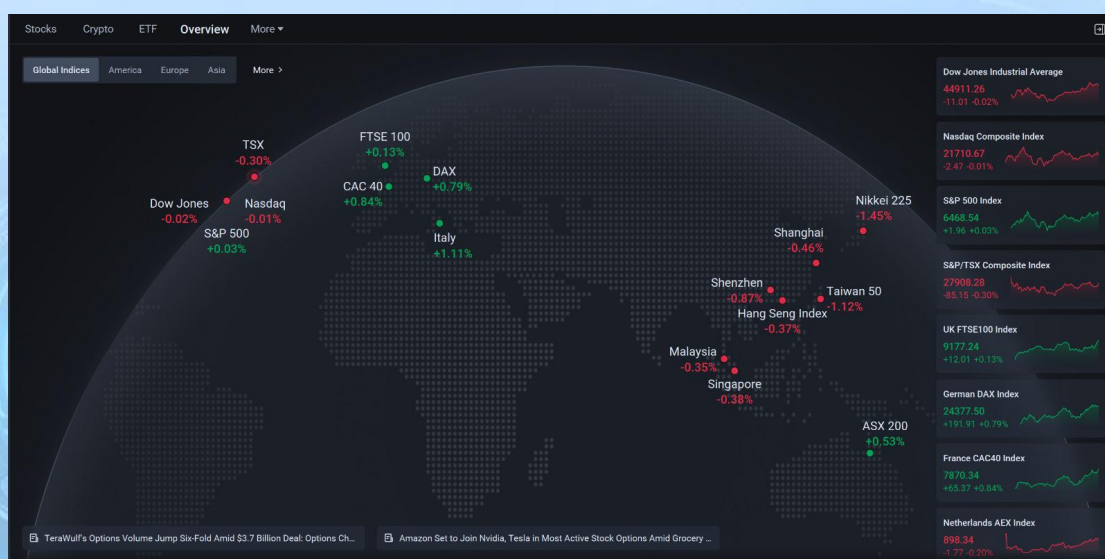 Stocks Crypto ETF Overview More
Global Indices America Europe Asia More >
TSX
-0.30%
Dow Jones
-0.02%
Nasdaq
-0.01%
S&P 500
+0.03%
FTSE 100
+0.13%
CAC 40
+0.84%
DAX
+0.79%
Italy
+1.11%
Nikkei 225
-1.45%
Shanghai
-0.46%
Shenzhen
-0.87%
Taiwan 50
-1.12%
Hang Seng Index
-0.37%
Malaysia
-0.35%
Singapore
-0.38%
ASX 200
+0.53%
Dow Jones Industrial Average
44911.26
-11.01 -0.02%
Nasdaq Composite Index
21710.67
-2.47 -0.01%
S&P 500 Index
6468.54
+1.96 +0.03%
S&P/TSX Composite Index
27908.28
-85.15 -0.30%
UK FTSE100 Index
9177.24
+12.01 +0.13%
German DAX Index
24377.50
+191.91 +0.79%
France CAC40 Index
7870.34
+65.37 +0.84%
Netherlands AEX Index
898.34
-1.77 -0.20%
TeraWulf's Options Volume Jump Six-Fold Amid $3.7 Billion Deal: Options Ch...
Amazon Set to Join Nvidia, Tesla in Most Active Stock Options Amid Grocery ...